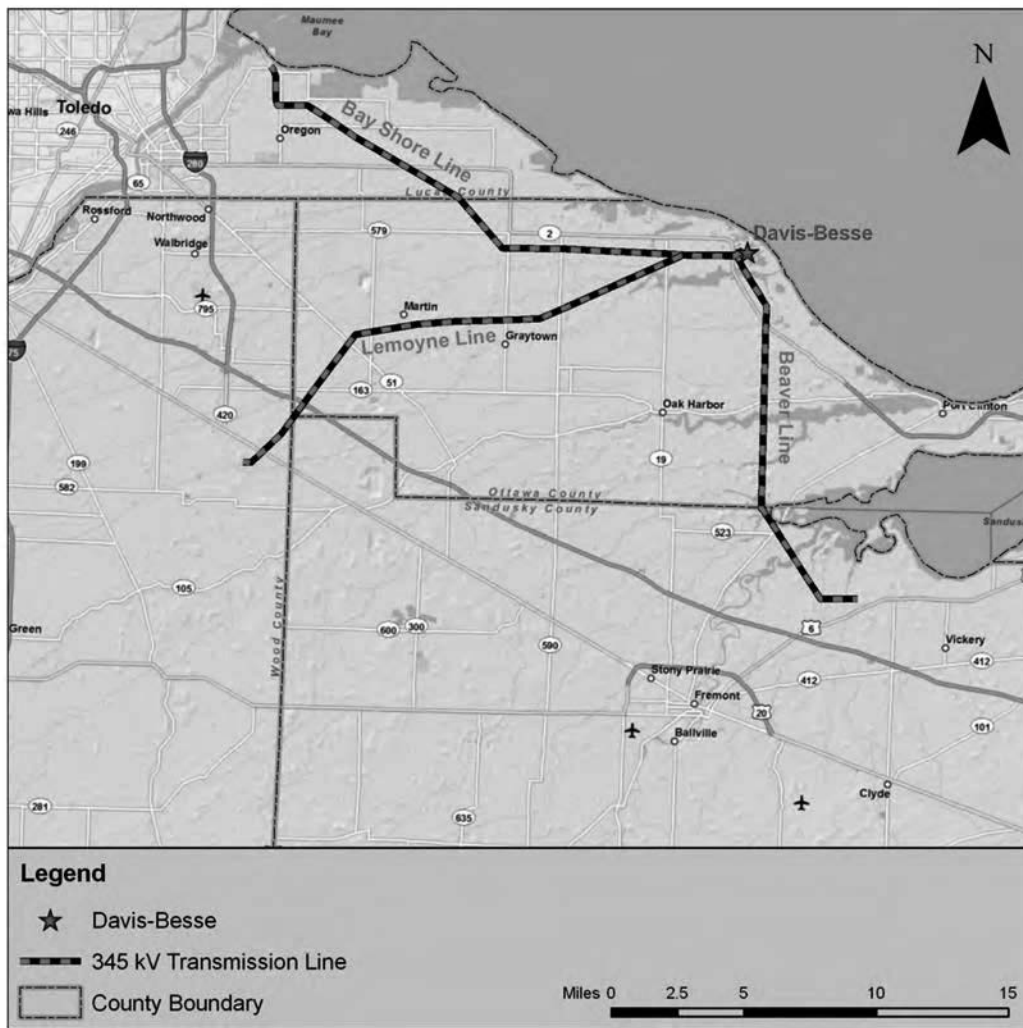 Maumee
Bay
N
wa Hills
Toledo
246
280
65
Oregon
Bay Shore Line
Lucas County
Rossford
Northwood
Walbridge
579
2
Davis-Besse
795
Martin
Graytown
Lemoyne Line
75
51
163
420
Oak Harbor
Port Clinton
Beaver Line
19
199
582
Ottawa County
Sandusky County
523
Sandus
105
Green
Wood County
600
300
590
6
Vickery
412
412
Stony Prairie
Fremont
20
Ballville
101
Clyde
281
635
Legend
Davis-Besse
345 kV Transmission Line
County Boundary
Miles 0 2.5 5 10 15